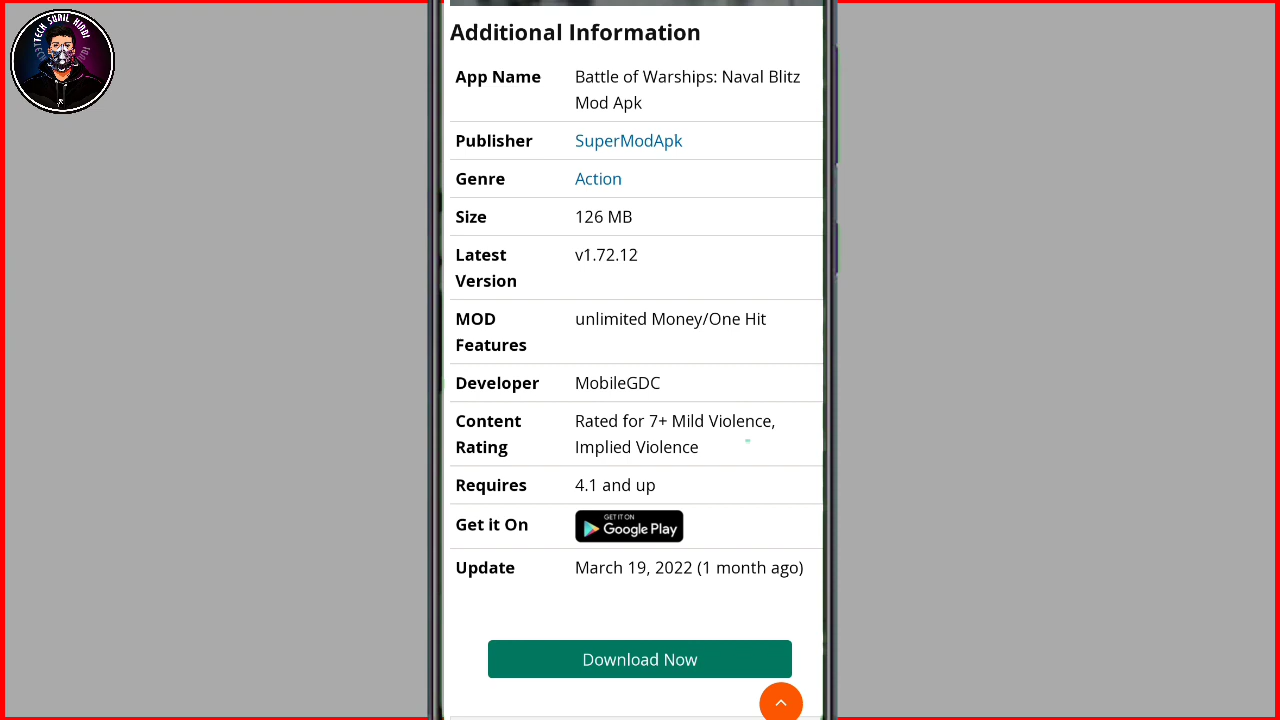 TECH SUNIL HINDI
Additional Information
App Name Battle of Warships: Naval Blitz
Mod Apk
Publisher SuperModApk
Genre Action
Size 126 MB
Latest v1.72.12
Version
MOD unlimited Money/One Hit
Features
Developer MobileGDC
Content Rated for 7+ Mild Violence,
Rating Implied Violence
Requires 4.1 and up
Get it On GET IT ON
Google Play
Update March 19, 2022 (1 month ago)
Download Now